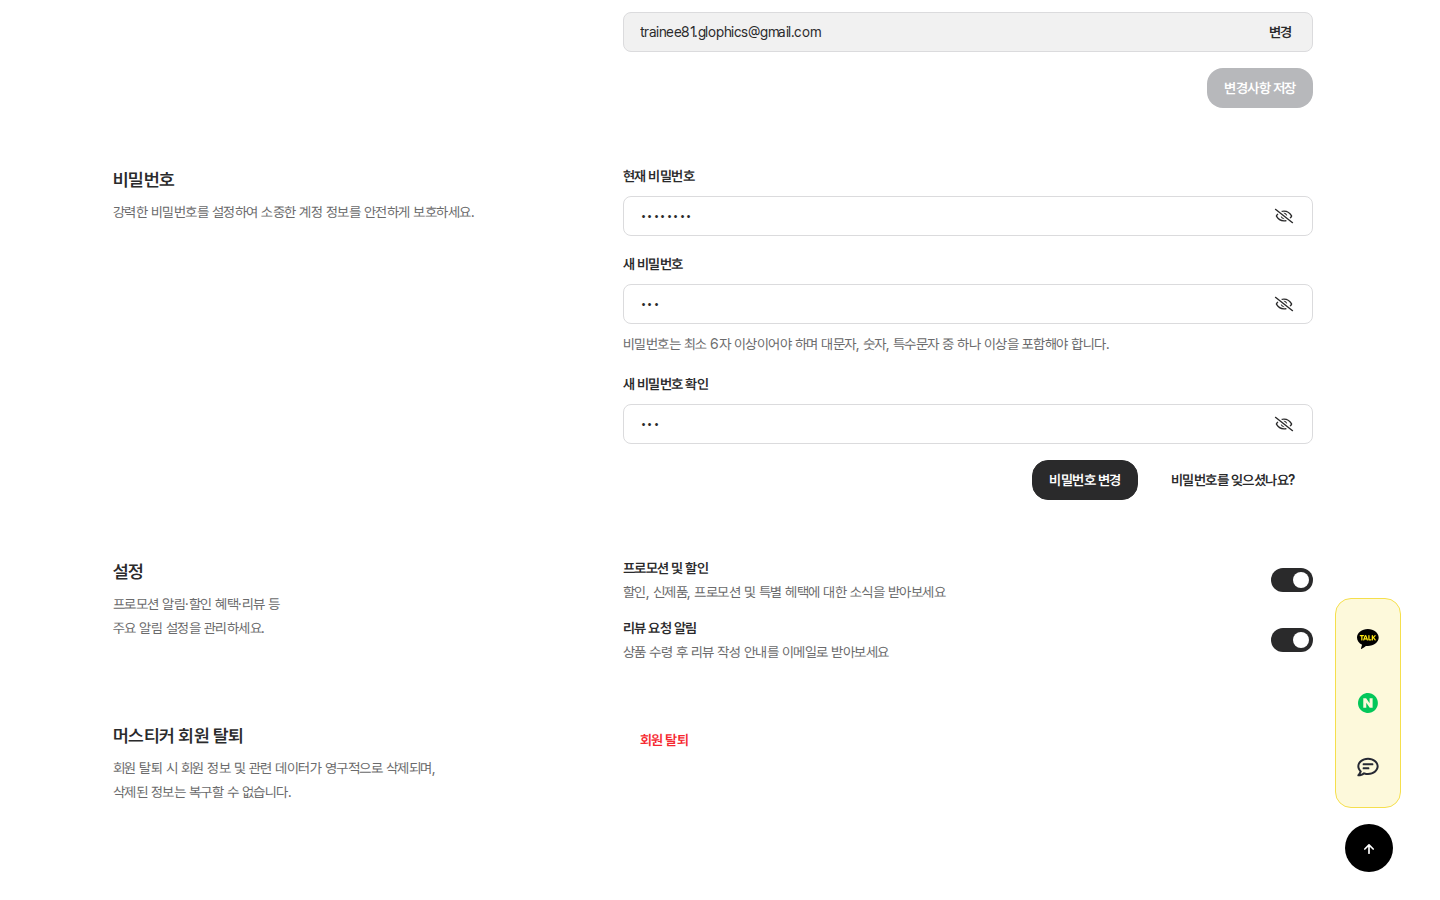 trainee81.glophics@gmail.com 변경
변경사항 저장
비밀번호
강력한 비밀번호를 설정하여 소중한 계정 정보를 안전하게 보호하세요.
현재 비밀번호
••••••••
새 비밀번호
•••
비밀번호는 최소 6자 이상이어야 하며 대문자, 숫자, 특수문자 중 하나 이상을 포함해야 합니다.
새 비밀번호 확인
•••
비밀번호 변경
비밀번호를 잊으셨나요?
설정
프로모션 알림·할인 혜택·리뷰 등
주요 알림 설정을 관리하세요.
프로모션 및 할인
할인, 신제품, 프로모션 및 특별 헤택에 대한 소식을 받아보세요
리뷰 요청 알림
상품 수령 후 리뷰 작성 안내를 이메일로 받아보세요
머스티커 회원 탈퇴
회원 탈퇴 시 회원 정보 및 관련 데이터가 영구적으로 삭제되며,
삭제된 정보는 복구할 수 없습니다.
회원 탈퇴
TALK
N